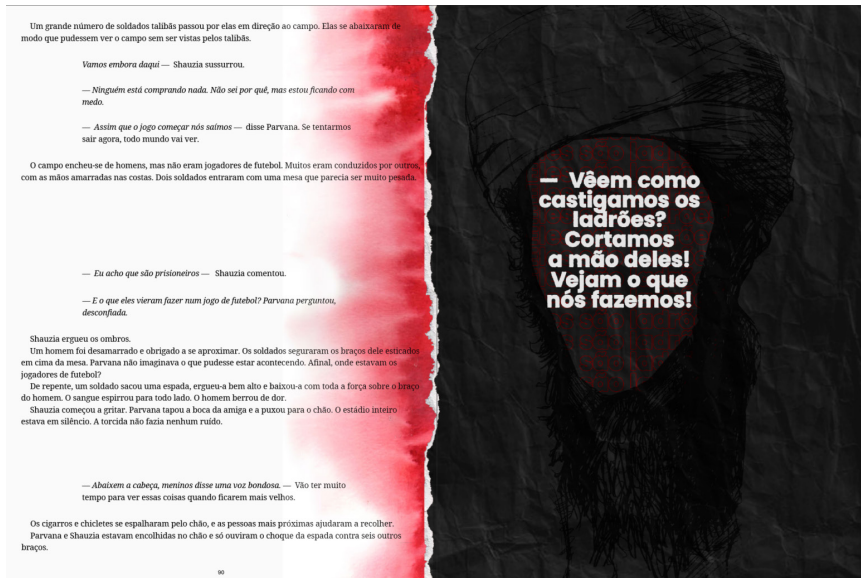 Um grande número de soldados talibãs passou por elas em direção ao campo. Elas se abaixaram de
modo que pudessem ver o campo sem ser vistas pelos talibãs.
Vamos embora daqui — Shauzia sussurrou.
— Ninguém está comprando nada. Não sei por quê, mas estou ficando com
medo.
— Assim que o jogo começar nós saímos — disse Parvana. Se tentarmos
sair agora, todo mundo vai ver.
O campo encheu-se de homens, mas não eram jogadores de futebol. Muitos eram conduzidos por outros,
com as mãos amarradas nas costas. Dois soldados entraram com uma mesa que parecia ser muito pesada.
— Eu acho que são prisioneiros — Shauzia comentou.
— E o que eles vieram fazer num jogo de futebol? Parvana perguntou,
desconfiada.
Shauzia ergueu os ombros.
Um homem foi desamarrado e obrigado a se aproximar. Os soldados seguraram os braços dele esticados
em cima da mesa. Parvana não imaginava o que pudesse estar acontecendo. Afinal, onde estavam os
jogadores de futebol?
De repente, um soldado sacou uma espada, ergueu-a bem alto e baixou-a com toda a força sobre o braço
do homem. O sangue espirrou para todo lado. O homem berrou de dor.
Shauzia começou a gritar. Parvana tapou a boca da amiga e a puxou para o chão. O estádio inteiro
estava em silêncio. A torcida não fazia nenhum ruído.
— Abaixem a cabeça, meninos disse uma voz bondosa. — Vão ter muito
tempo para ver essas coisas quando ficarem mais velhos.
Os cigarros e chicletes se espalharam pelo chão, e as pessoas mais próximas ajudaram a recolher.
Parvana e Shauzia estavam encolhidas no chão e só ouviram o choque da espada contra seis outros
braços.
90
— Vêem como
castigamos os
ladrões?
Cortamos
a mão deles!
Vejam o que
nós fazemos!